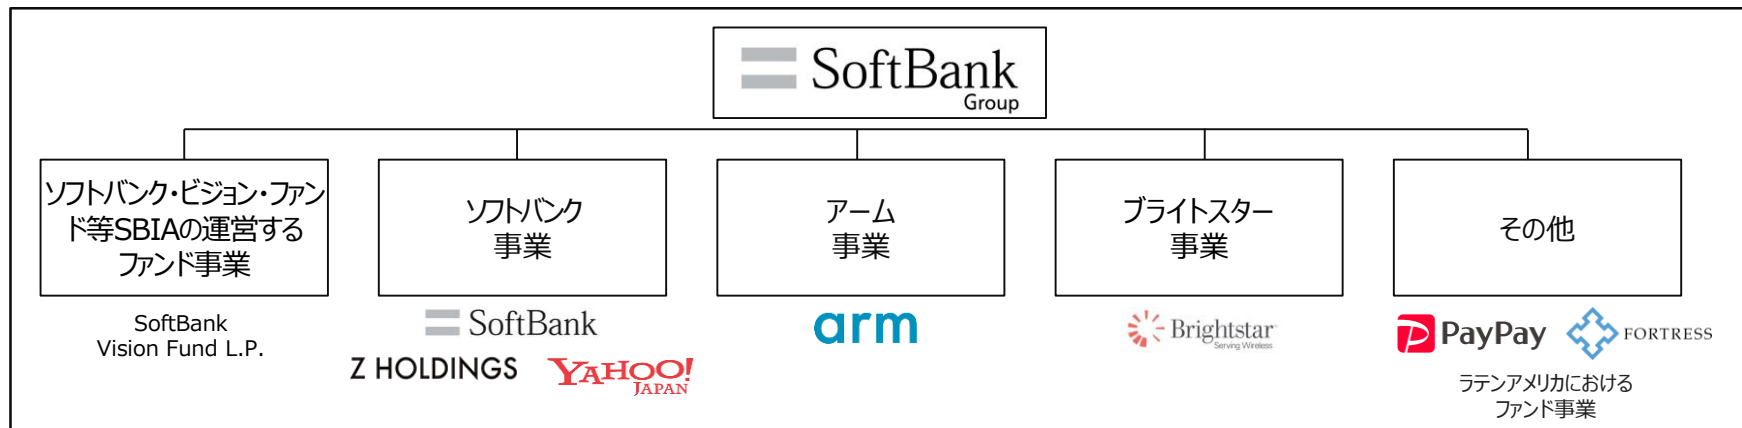 SoftBank
Group
ソフトバンク・ビジョン・ファン
ド等SBIAの運営する
ファンド事業
ソフトバンク
事業
アーム
事業
ブライトスター
事業
その他
SoftBank
Vision Fund L.P.
SoftBank
Z HOLDINGS
YAHOO!
JAPAN
arm
Brightstar
Serving Wireless
PayPay
FORTRESS
ラテンアメリカにおける
ファンド事業